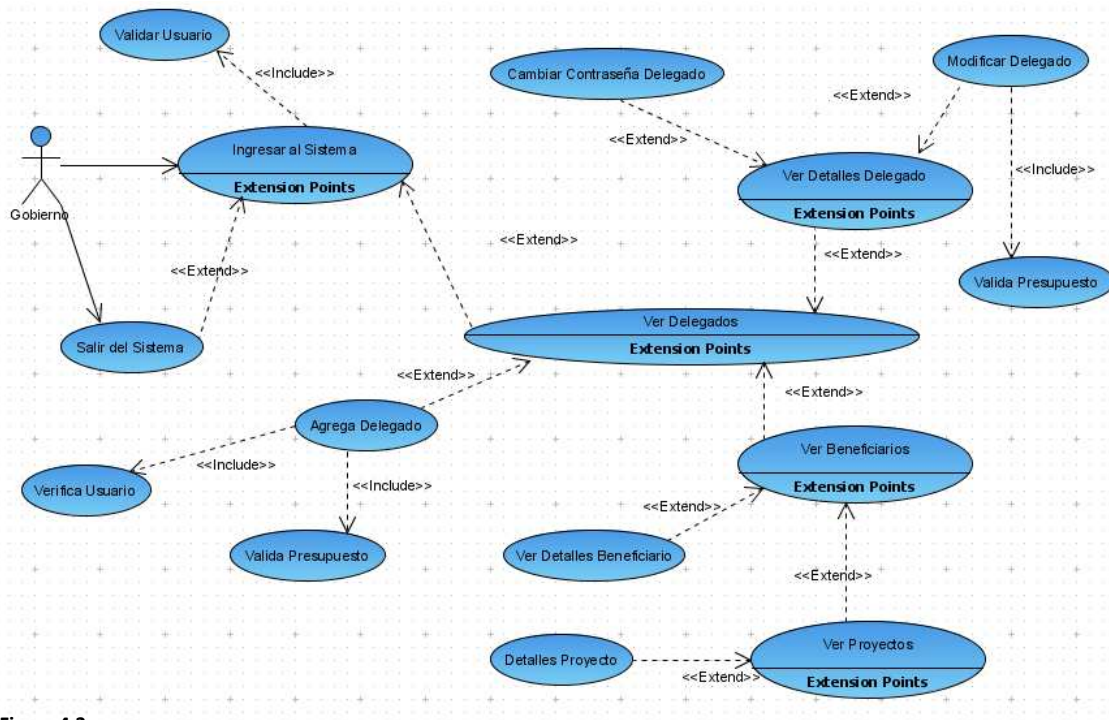 Validar Usuario
<<Include>>
Cambiar Contraseña Delegado
Modificar Delegado
<<Extend>>
<<Extend>>
Ingresar al Sistema
Extension Points
Ver Detalles Delegado
Extension Points
<<Include>>
Gobierno
<<Extend>>
<<Extend>>
<<Extend>>
Valida Presupuesto
Ver Delegados
Extension Points
Salir del Sistema
<<Extend>>
<<Extend>>
Agrega Delegado
Ver Beneficiarios
Extension Points
<<Include>>
Verifica Usuario
<<Include>>
<<Extend>>
Valida Presupuesto
Ver Detalles Beneficiario
<<Extend>>
Ver Proyectos
Extension Points
Detalles Proyecto
<<Extend>>